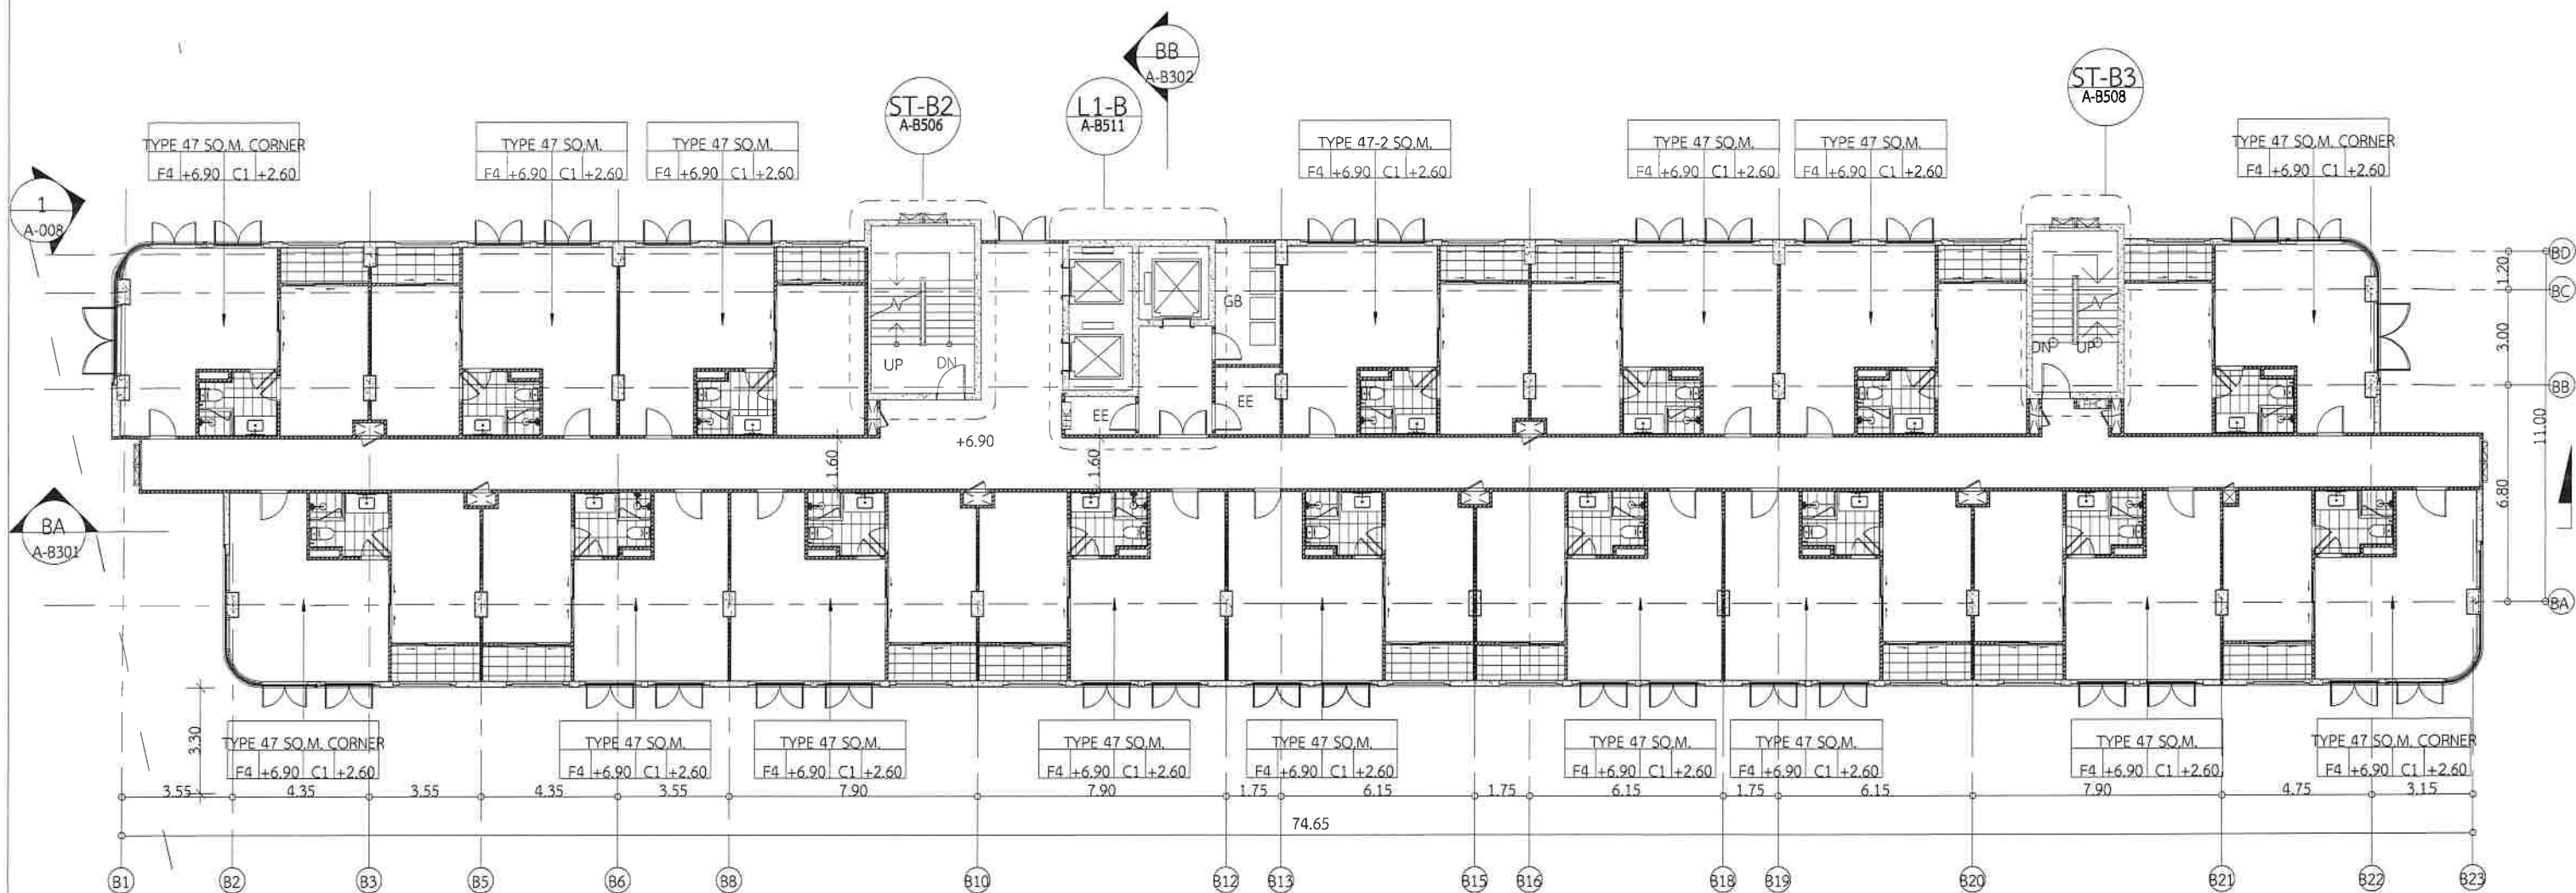 BB
A-B302
ST-B2
A-B506
L1-B
A-B511
ST-B3
A-B508
TYPE 47 SQ.M. CORNER
F4 +6.90 C1 +2.60
TYPE 47 SQ.M.
F4 +6.90 C1 +2.60
TYPE 47 SQ.M.
F4 +6.90 C1 +2.60
TYPE 47-2 SQ.M.
F4 +6.90 C1 +2.60
TYPE 47 SQ.M.
F4 +6.90 C1 +2.60
TYPE 47 SQ.M.
F4 +6.90 C1 +2.60
TYPE 47 SQ.M. CORNER
F4 +6.90 C1 +2.60
1
A-008
BD
1.20
BC
3.00
BB
11.00
6.80
BA
GB
UP DN
DN UP
EE
EE
+6.90
1.60
1.60
BA
A-B301
3.30
TYPE 47 SQ.M. CORNER
F4 +6.90 C1 +2.60
TYPE 47 SQ.M.
F4 +6.90 C1 +2.60
TYPE 47 SQ.M.
F4 +6.90 C1 +2.60
TYPE 47 SQ.M.
F4 +6.90 C1 +2.60
TYPE 47 SQ.M.
F4 +6.90 C1 +2.60
TYPE 47 SQ.M.
F4 +6.90 C1 +2.60
TYPE 47 SQ.M.
F4 +6.90 C1 +2.60
TYPE 47 SQ.M.
F4 +6.90 C1 +2.60
TYPE 47 SQ.M. CORNER
F4 +6.90 C1 +2.60
3.55 4.35 3.55 4.35 3.55 7.90 7.90 1.75 6.15 1.75 6.15 1.75 6.15 7.90 4.75 3.15
74.65
B1 B2 B3 B5 B6 B8 B10 B12 B13 B15 B16 B18 B19 B20 B21 B22 B23